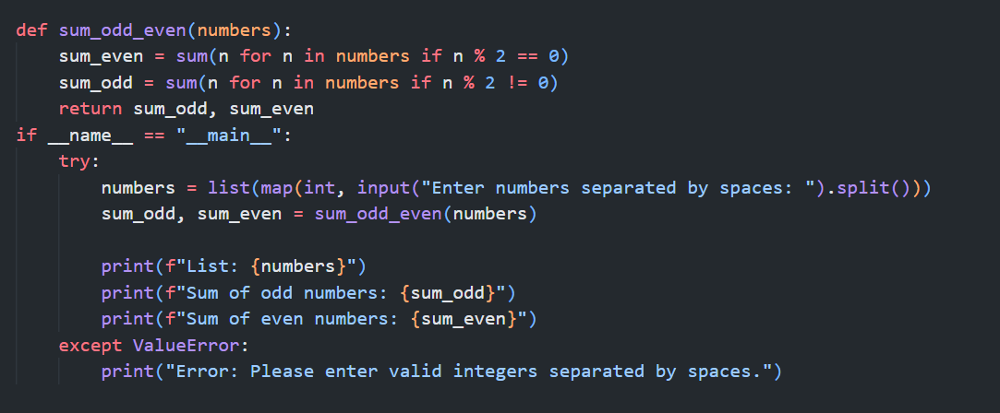 def sum_odd_even(numbers):
    sum_even = sum(n for n in numbers if n % 2 == 0)
    sum_odd = sum(n for n in numbers if n % 2 != 0)
    return sum_odd, sum_even
if __name__ == "__main__":
    try:
        numbers = list(map(int, input("Enter numbers separated by spaces: ").split()))
        sum_odd, sum_even = sum_odd_even(numbers)

        print(f"List: {numbers}")
        print(f"Sum of odd numbers: {sum_odd}")
        print(f"Sum of even numbers: {sum_even}")
    except ValueError:
        print("Error: Please enter valid integers separated by spaces.")